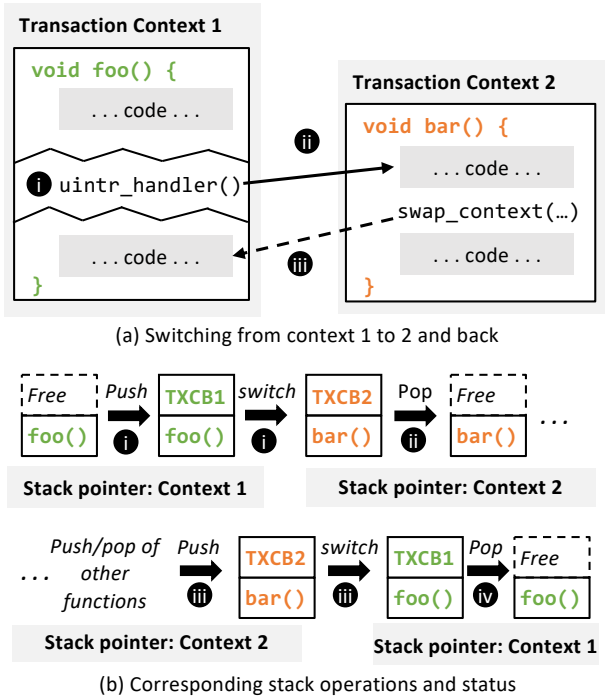 Transaction Context 1
void foo() {
... code ...
i uintr_handler()
... code ...
}
ii
iii
Transaction Context 2
void bar() {
... code ...
swap_context(…)
... code ...
}
(a) Switching from context 1 to 2 and back
Free Push TXCB1 switch TXCB2 Pop Free
foo() i foo() i bar() ii bar() ...
Stack pointer: Context 1 Stack pointer: Context 2
... Push/pop of other functions
Push TXCB2 switch TXCB1 Pop Free
iii bar() iii foo() iv foo()
Stack pointer: Context 2 Stack pointer: Context 1
(b) Corresponding stack operations and status